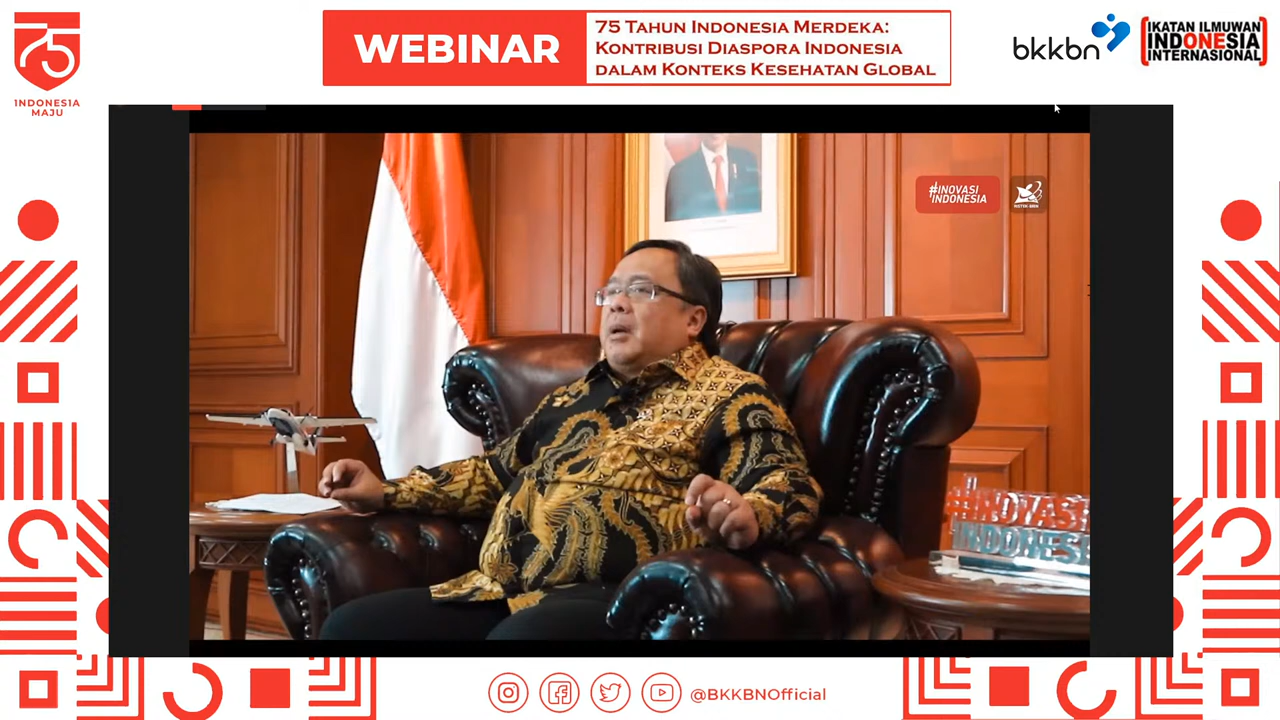 75
INDONESIA
MAJU
WEBINAR
75 TAHUN INDONESIA MERDEKA:
KONTRIBUSI DIASPORA INDONESIA
DALAM KONTEKS KESEHATAN GLOBAL
bkkbn
IKATAN ILMUWAN
INDONESIA
INTERNASIONAL
#INOVASI
INDONESIA
#INOVASI
INDONESI
@BKKBNOfficial